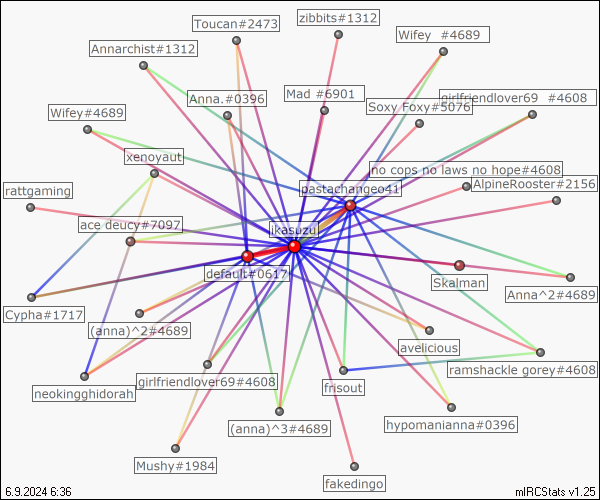 zibbits#1312
Toucan#2473
Wifey  #4689
Annarchist#1312
Mad #6901
girlfriendlover69  #4608
Anna.#0396
Soxy Foxy#5076
Wifey#4689
xenoyaut
no cops no laws no hope#4608
AlpineRooster#2156
pastachangeo41
rattgaming
ace deucy#7097
ikasuzu
default#0617
Skalman
Anna^2#4689
Cypha#1717
(anna)^2#4689
avelicious
ramshackle gorey#4608
girlfriendlover69#4608
neokingghidorah
frisout
hypomanianna#0396
(anna)^3#4689
Mushy#1984
fakedingo
6.9.2024 6:36
mIRCStats v1.25